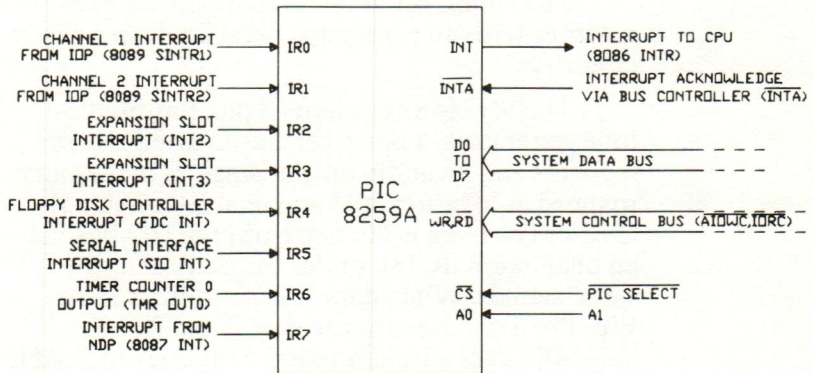 CHANNEL 1 INTERRUPT
FROM IOP (8089 SINTR1)
IR0
CHANNEL 2 INTERRUPT
FROM IOP (8089 SINTR2)
IR1
EXPANSION SLOT
INTERRUPT (INT2)
IR2
EXPANSION SLOT
INTERRUPT (INT3)
IR3
FLOPPY DISK CONTROLLER
INTERRUPT (FDC INT)
IR4
SERIAL INTERFACE
INTERRUPT (SIO INT)
IR5
TIMER COUNTER 0
OUTPUT (TMR OUT0)
IR6
INTERRUPT FROM
NDP (8087 INT)
IR7
PIC
8259A
INT
INTERRUPT TO CPU
(8086 INTR)
INTA
INTERRUPT ACKNOWLEDGE
VIA BUS CONTROLLER (INTA)
D0
TO
D7
SYSTEM DATA BUS
WR,RD
SYSTEM CONTROL BUS (AIOWC,IORC)
CS
PIC SELECT
A0
A1